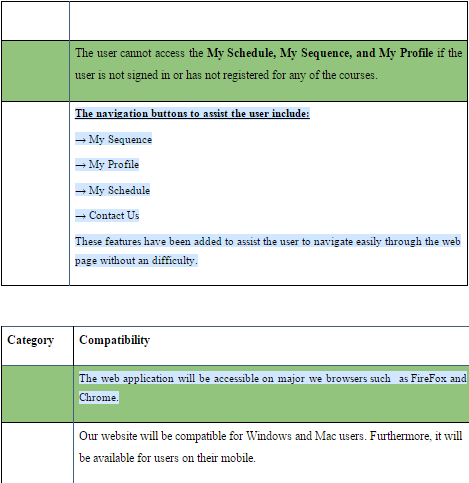 The user cannot access the My Schedule, My Sequence, and My Profile if the
user is not signed in or has not registered for any of the courses.
The navigation buttons to assist the user include:
→ My Sequence
→ My Profile
→ My Schedule
→ Contact Us
These features have been added to assist the user to navigate easily through the web
page without an difficulty.
Category Compatibility
The web application will be accessible on major we browsers such as FireFox and
Chrome.
Our website will be compatible for Windows and Mac users. Furthermore, it will
be available for users on their mobile.